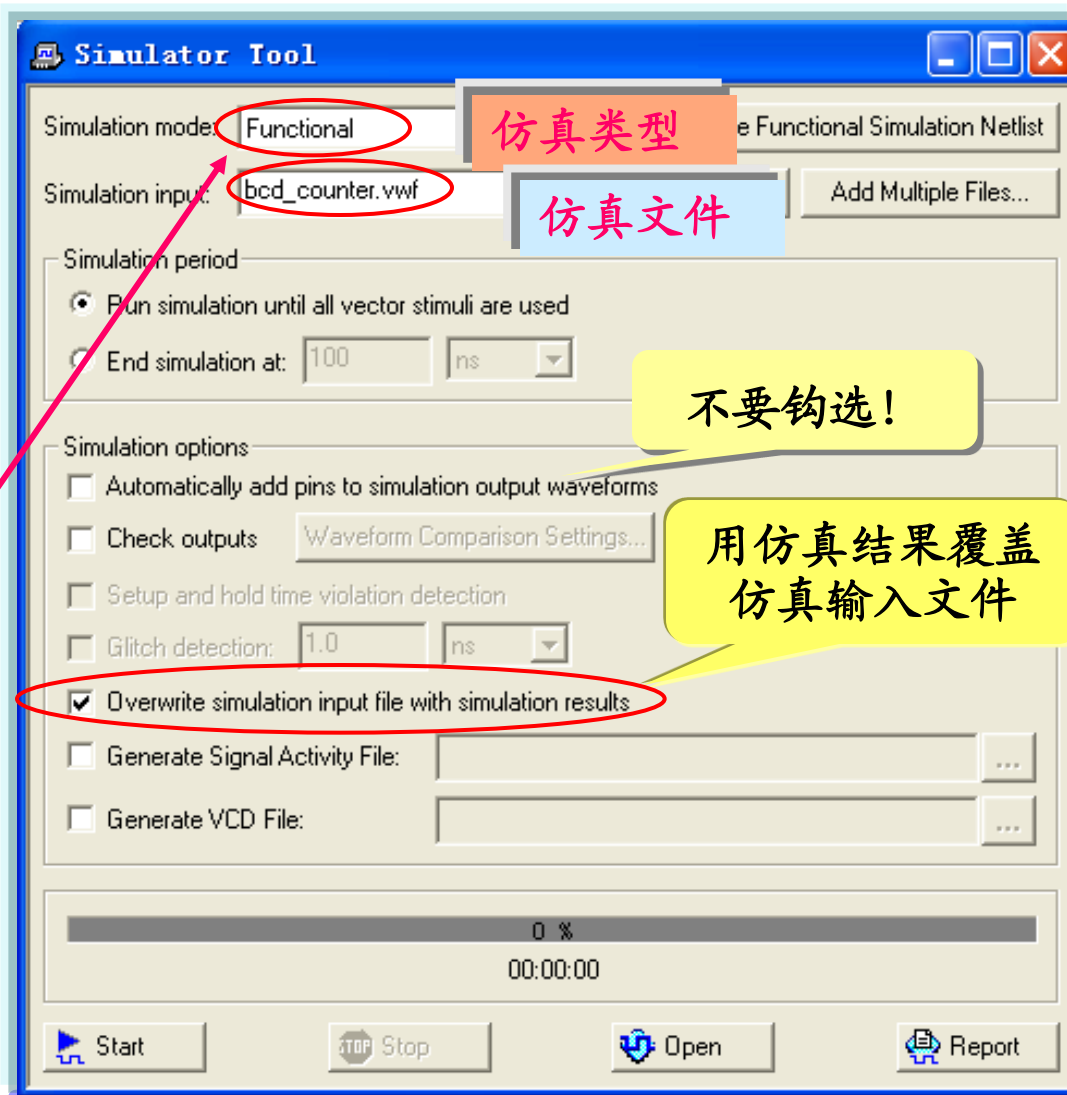 Simulator Tool
Simulation mode: Functional 仿真类型 e Functional Simulation Netlist
Simulation input: bcd_counter.vwf 仿真文件 Add Multiple Files...
Simulation period
Run simulation until all vector stimuli are used
End simulation at: 100 ns
不要钩选!
Simulation options
Automatically add pins to simulation output waveforms
Check outputs Waveform Comparison Settings...
用仿真结果覆盖
仿真输入文件
Setup and hold time violation detection
Glitch detection: 1.0 ns
Overwrite simulation input file with simulation results
Generate Signal Activity File: ...
Generate VCD File: ...
0 %
00:00:00
Start STOP Stop Open Report